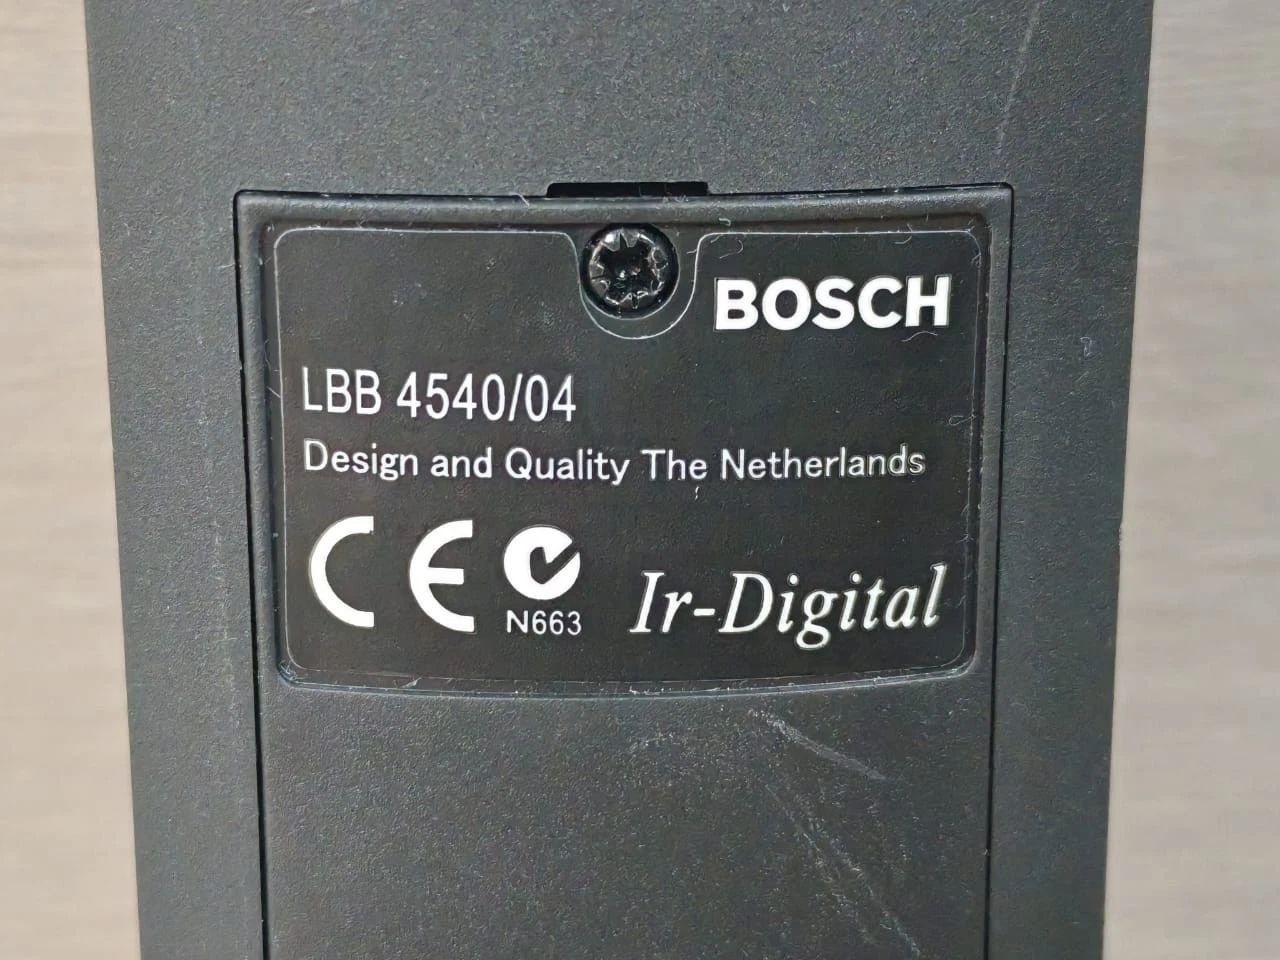 BOSCH
LBB 4540/04
Design and Quality The Netherlands
CE N663 Ir-Digital